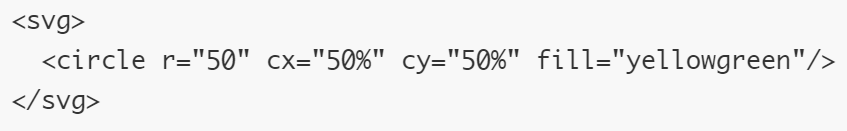 <svg>
  <circle r="50" cx="50%" cy="50%" fill="yellowgreen"/>
</svg>